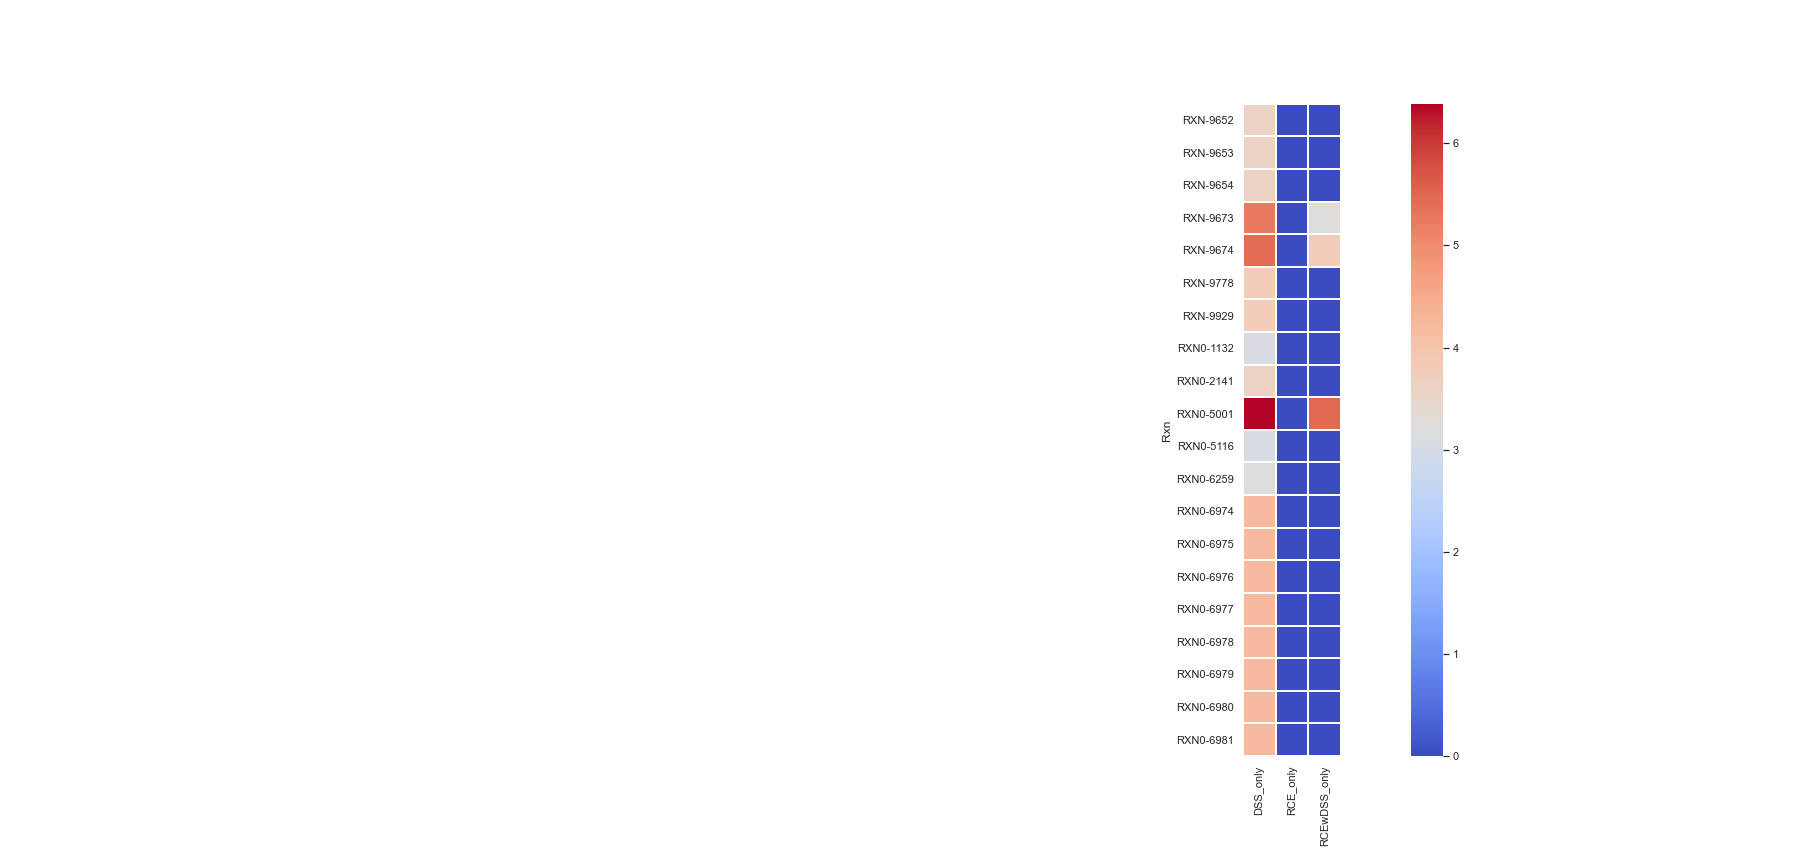 RXN-9652
RXN-9653
RXN-9654
RXN-9673
RXN-9674
RXN-9778
RXN-9929
RXN0-1132
RXN0-2141
RXN0-5001
RXN0-5116
RXN0-6259
RXN0-6974
RXN0-6975
RXN0-6976
RXN0-6977
RXN0-6978
RXN0-6979
RXN0-6980
RXN0-6981
Rxn
DSS_only
RCE_only
RCEwDSS_only
6
5
4
3
2
1
0